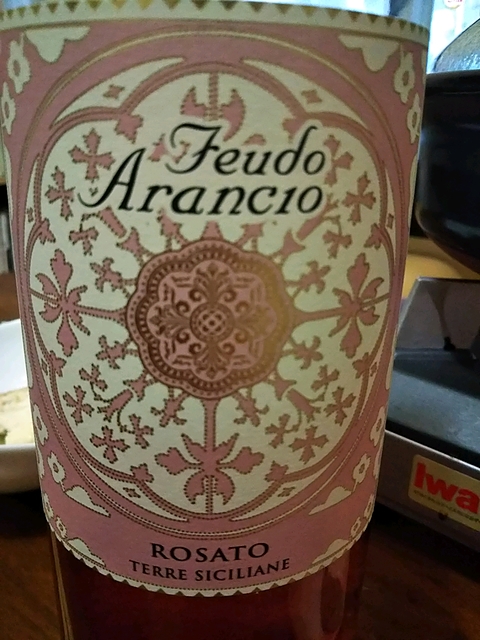 Feudo
Arancio
ROSATO
TERRE SICILIANE
Iwa